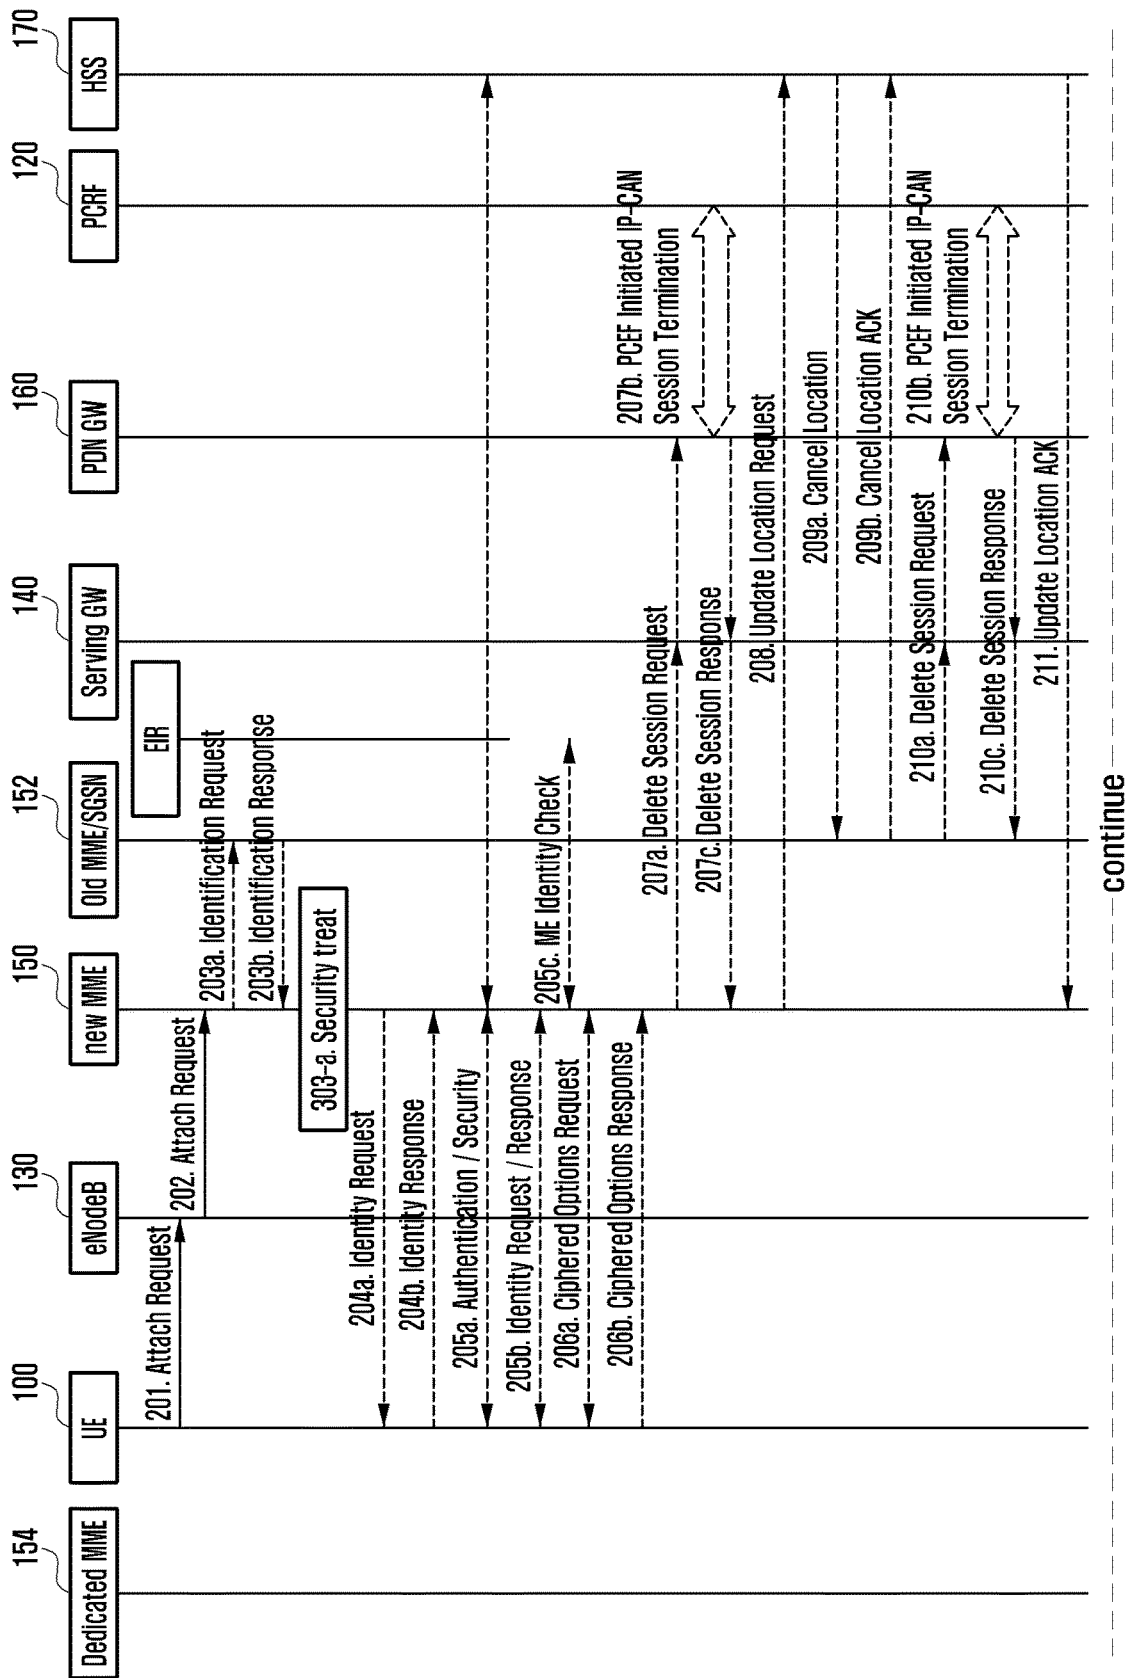 154
100
130
150
152
140
160
120
170
Dedicated MME
UE
eNodeB
new MME
Old MME/SGSN
Serving GW
PDN GW
PCRF
HSS
EIR
201. Attach Request
202. Attach Request
203a. Identification Request
203b. Identification Response
303-a. Security treat
204a. Identity Request
204b. Identity Response
205a. Authentication / Security
205b. Identity Request / Response
205c. ME Identity Check
206a. Ciphered Options Request
206b. Ciphered Options Response
207a. Delete Session Request
207b. PCEF Initiated IP-CAN
Session Termination
207c. Delete Session Response
208. Update Location Request
209a. Cancel Location
209b. Cancel Location ACK
210a. Delete Session Request
210b. PCEF Initiated IP-CAN
Session Termination
210c. Delete Session Response
211. Update Location ACK
continue